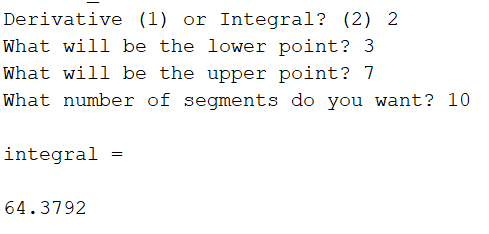 Derivative (1) or Integral? (2) 2
What will be the lower point? 3
What will be the upper point? 7
What number of segments do you want? 10
integral =
64.3792